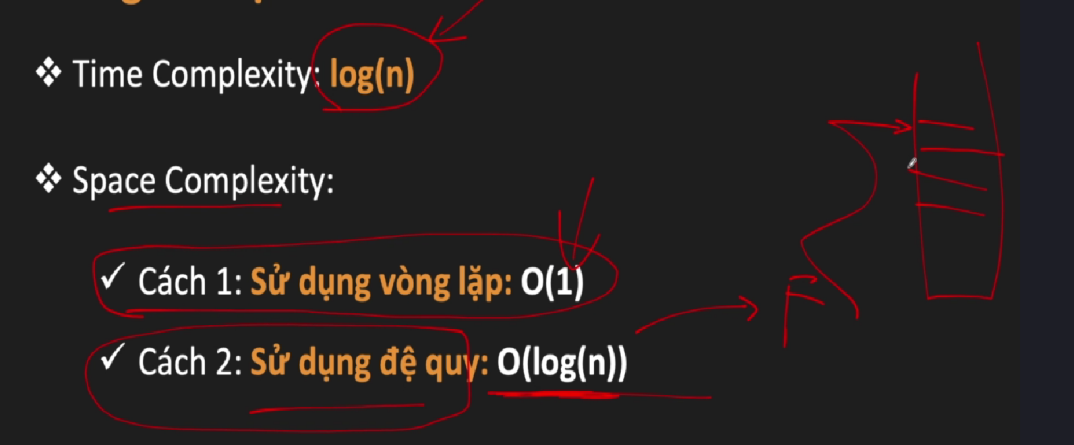 ❖ Time Complexity: log(n)
❖ Space Complexity:
✓ Cách 1: Sử dụng vòng lặp: O(1)
✓ Cách 2: Sử dụng đệ quy: O(log(n))
F